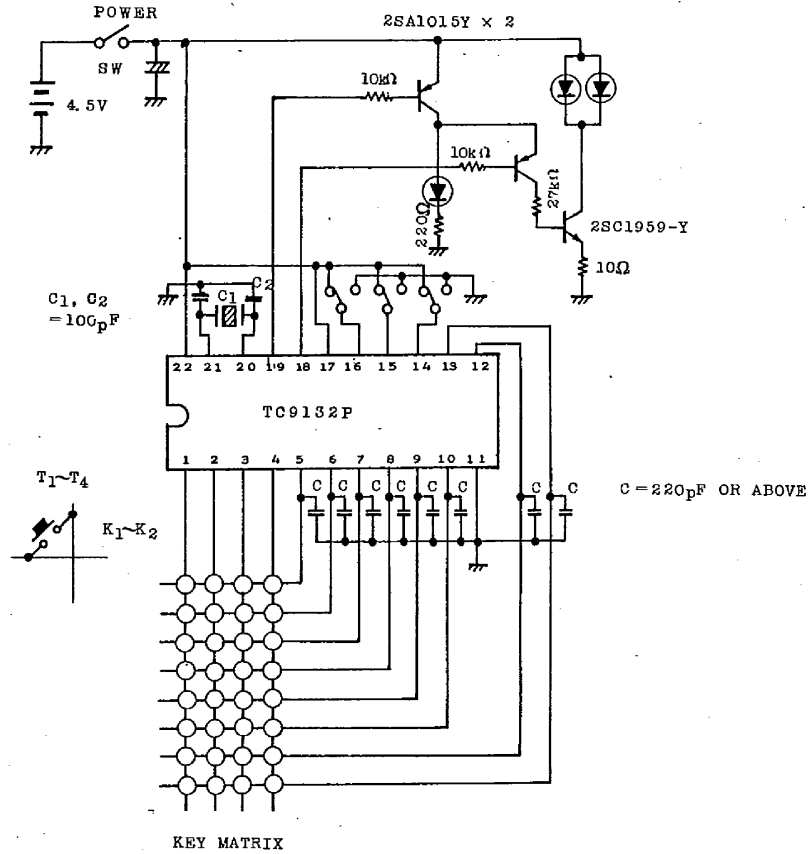 POWER
SW
4.5V
2SA1015Y × 2
10kΩ
10kΩ
27kΩ
220Ω
2SC1959-Y
10Ω
C1, C2
=100pF
C1
C2
22 21 20 19 18 17 16 15 14 13 12
TC9132P
1 2 3 4 5 6 7 8 9 10 11
C C C C C C C C
C=220pF OR ABOVE
T1~T4
K1~K2
KEY MATRIX